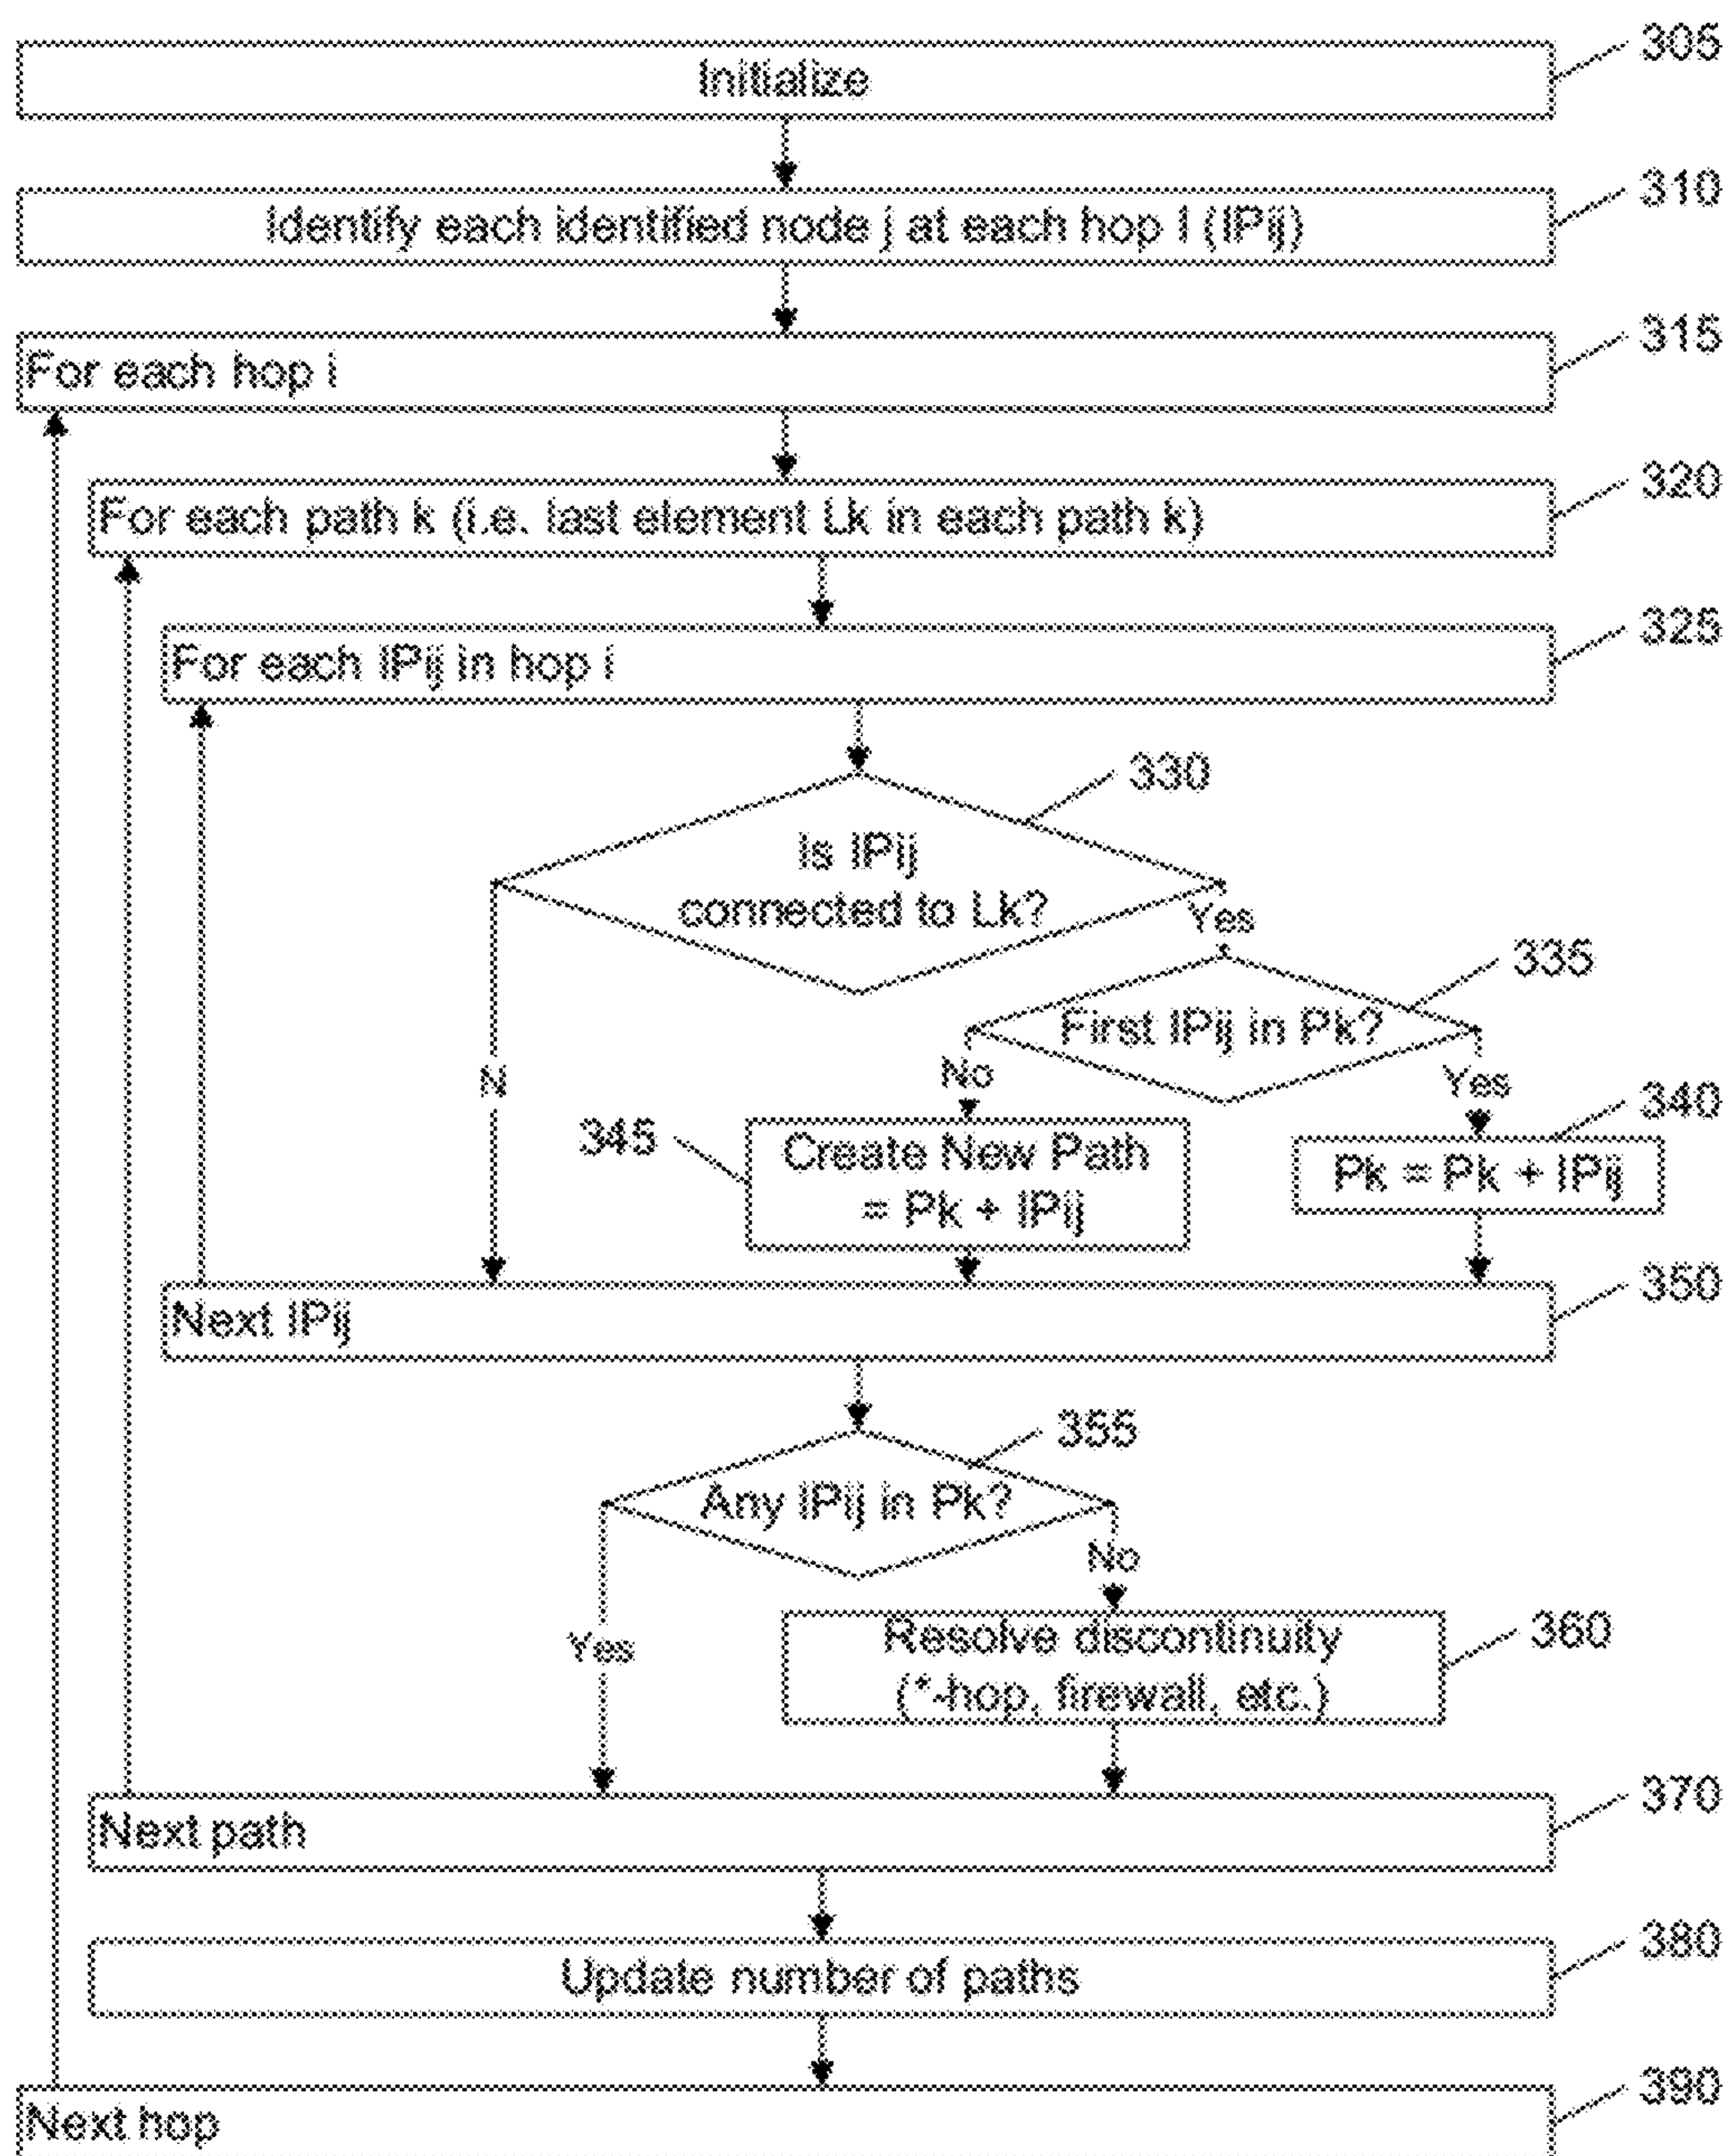 305
Initialize
310
Identify each identified node j at each hop I (IPij)
315
For each hop i
320
For each path k (i.e. last element Lk in each path k)
325
For each IPij in hop i
330
Is IPij
connected to Lk?
Yes
335
First IPij in Pk?
N
No
Yes
340
345
Create New Path
= Pk + IPij
Pk = Pk + IPij
350
Next IPij
355
Any IPij in Pk?
No
Yes
Resolve discontinuity
(*-hop, firewall, etc.)
360
370
Next path
380
Update number of paths
390
Next hop